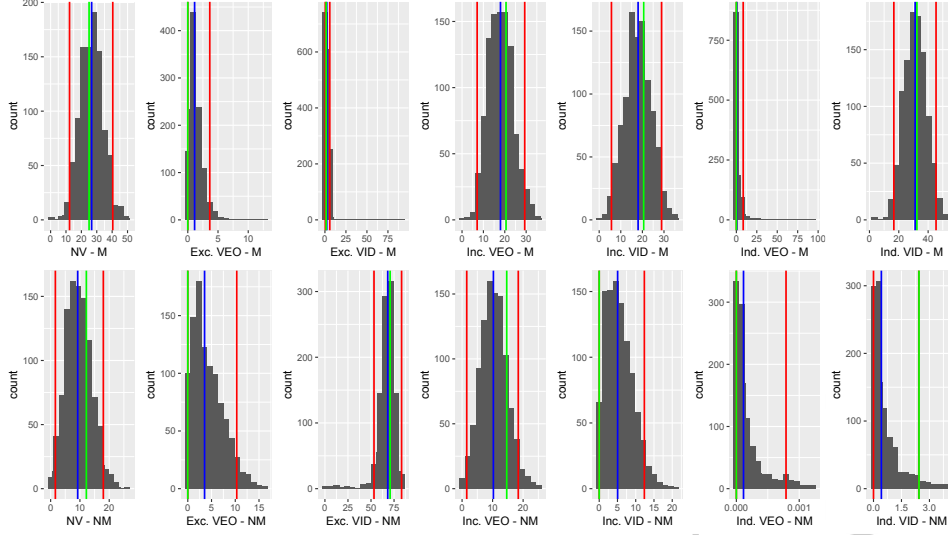 200
150
100
50
0
count
0 10 20 30 40 50
NV - M
400
300
200
100
0
count
0 5 10
Exc. VEO - M
600
400
200
0
count
0 25 50 75
Exc. VID - M
150
100
50
0
count
0 10 20 30
Inc. VEO - M
150
100
50
0
count
0 10 20 30
Inc. VID - M
750
500
250
0
count
0 25 50 75 100
Ind. VEO - M
150
100
50
0
count
0 20 40
Ind. VID - M
150
100
50
0
count
0 10 20
NV - NM
150
100
50
0
count
0 5 10 15
Exc. VEO - NM
300
200
100
0
count
0 25 50 75
Exc. VID - NM
150
100
50
0
count
0 10 20
Inc. VEO - NM
150
100
50
0
count
0 5 10 15 20
Inc. VID - NM
300
200
100
0
count
0.000 0.001
Ind. VEO - NM
300
200
100
0
count
0.0 1.5 3.0
Ind. VID - NM